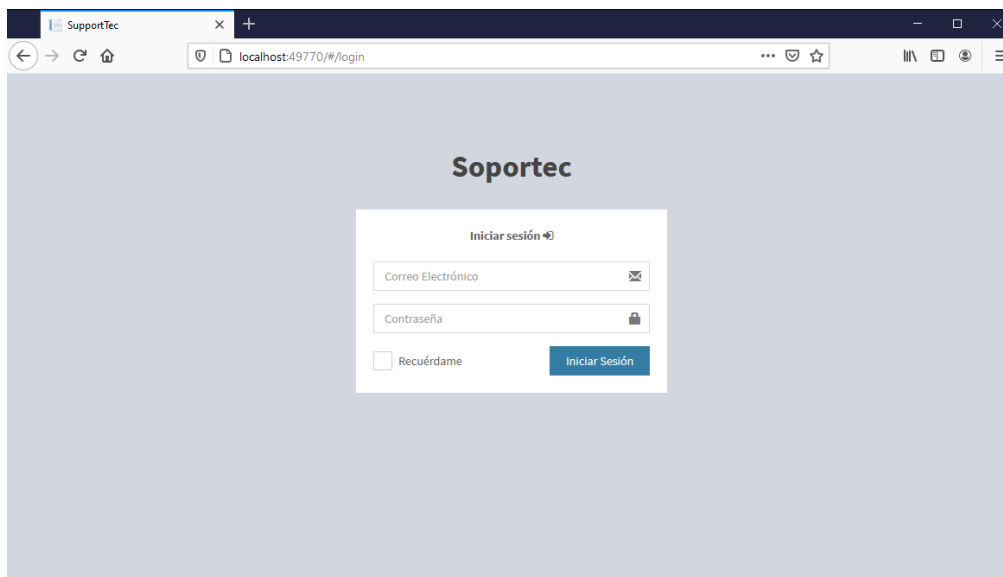 SupportTec
localhost:49770/#/login
Soportec
Iniciar sesión
Correo Electrónico
Contraseña
Recuérdame
Iniciar Sesión